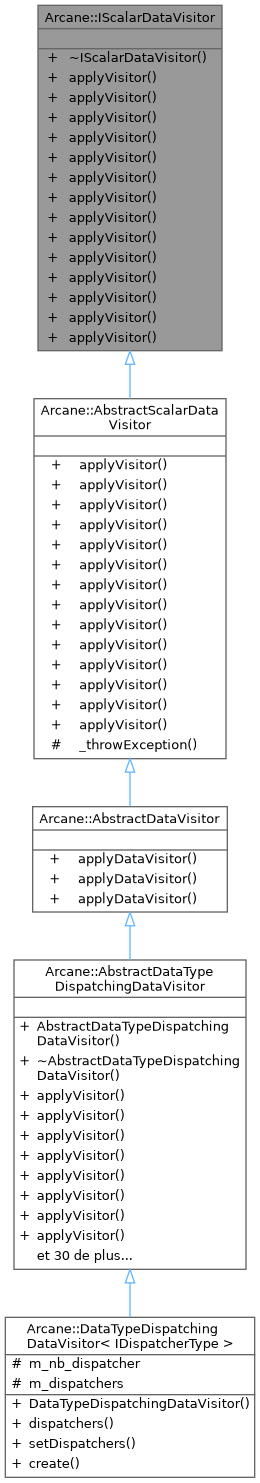 Arcane::IScalarDataVisitor
+ ~IScalarDataVisitor()
+ applyVisitor()
+ applyVisitor()
+ applyVisitor()
+ applyVisitor()
+ applyVisitor()
+ applyVisitor()
+ applyVisitor()
+ applyVisitor()
+ applyVisitor()
+ applyVisitor()
+ applyVisitor()
+ applyVisitor()
+ applyVisitor()
+ applyVisitor()
Arcane::AbstractScalarData
Visitor
+ applyVisitor()
+ applyVisitor()
+ applyVisitor()
+ applyVisitor()
+ applyVisitor()
+ applyVisitor()
+ applyVisitor()
+ applyVisitor()
+ applyVisitor()
+ applyVisitor()
+ applyVisitor()
+ applyVisitor()
+ applyVisitor()
+ applyVisitor()
# _throwException()
Arcane::AbstractDataVisitor
+ applyDataVisitor()
+ applyDataVisitor()
+ applyDataVisitor()
Arcane::AbstractDataType
DispatchingDataVisitor
+ AbstractDataTypeDispatching
DataVisitor()
+ ~AbstractDataTypeDispatching
DataVisitor()
+ applyVisitor()
+ applyVisitor()
+ applyVisitor()
+ applyVisitor()
+ applyVisitor()
+ applyVisitor()
+ applyVisitor()
+ applyVisitor()
et 30 de plus...
Arcane::DataTypeDispatching
DataVisitor< IDispatcherType >
# m_nb_dispatcher
# m_dispatchers
+ DataTypeDispatchingDataVisitor()
+ dispatchers()
+ setDispatchers()
+ create()